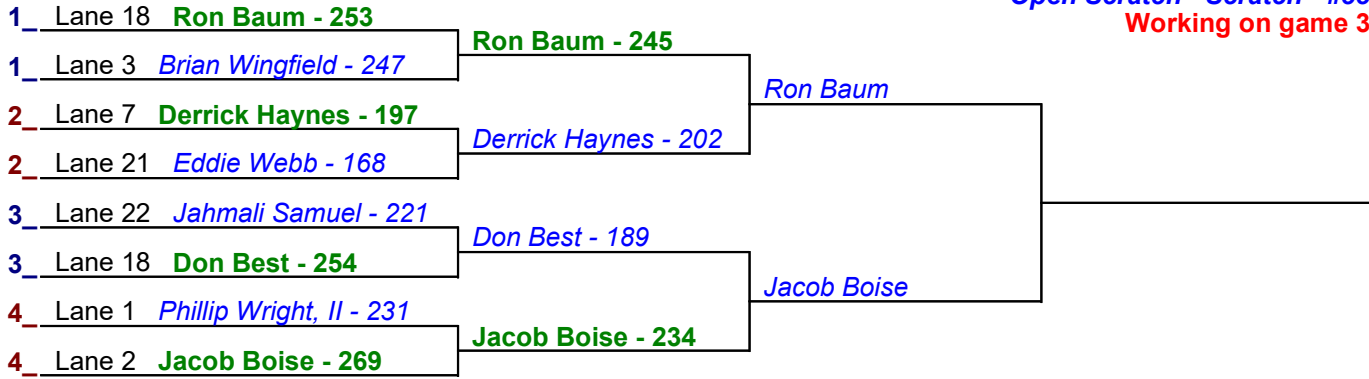 1_ Lane 18 Ron Baum - 253
Working on game 3
Ron Baum - 245
1_ Lane 3 Brian Wingfield - 247
Ron Baum
2_ Lane 7 Derrick Haynes - 197
Derrick Haynes - 202
2_ Lane 21 Eddie Webb - 168
3_ Lane 22 Jahmali Samuel - 221
Don Best - 189
3_ Lane 18 Don Best - 254
Jacob Boise
4_ Lane 1 Phillip Wright, II - 231
Jacob Boise - 234
4_ Lane 2 Jacob Boise - 269